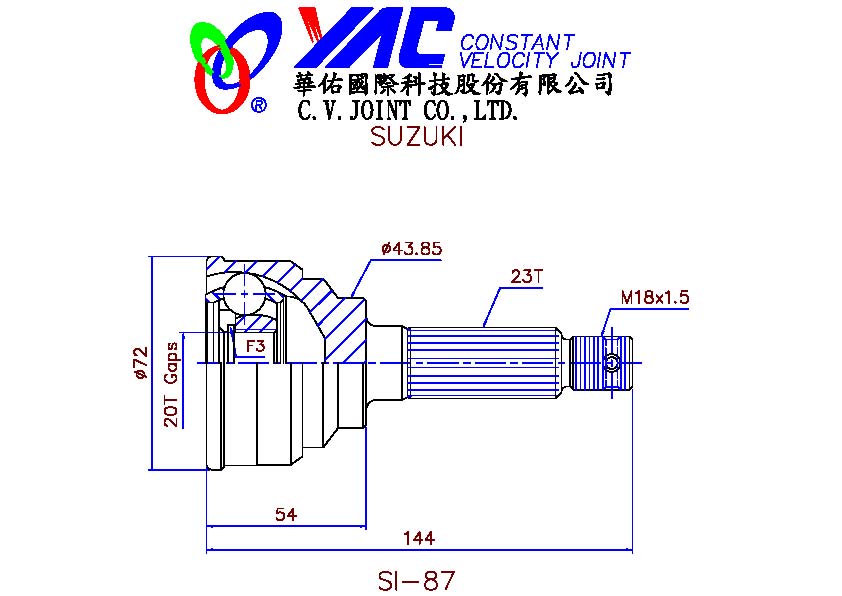 YAC CONSTANT
VELOCITY JOINT
®
華佑國際科技股份有限公司
C.V.JOINT CO.,LTD.
SUZUKI
ø43.85
23T
M18x1.5
F3
ø72
20T Gaps
54
144
SI-87